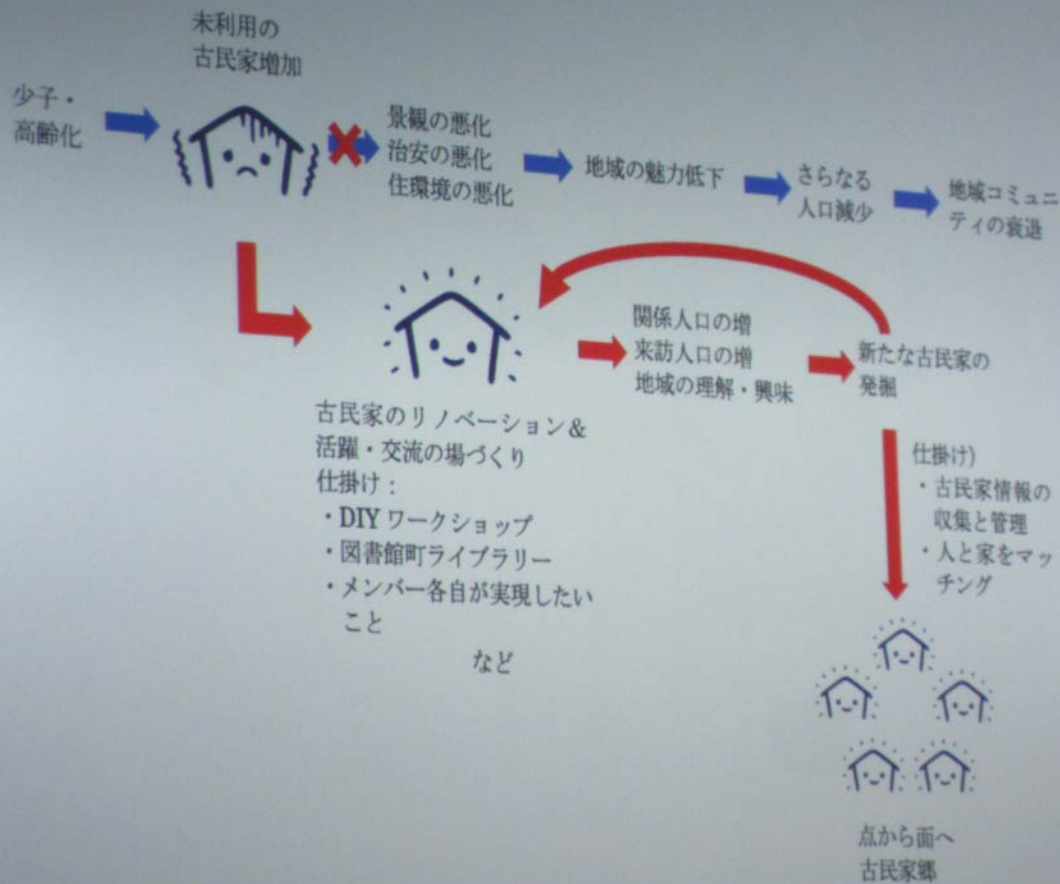 未利用の
古民家増加
少子・
高齢化
景観の悪化
治安の悪化
住環境の悪化
地域の魅力低下
さらなる
人口減少
地域コミュニ
ティの衰退
関係人口の増
来訪人口の増
地域の理解・興味
新たな古民家の
発掘
古民家のリノベーション&
活躍・交流の場づくり
仕掛け：
・DIY ワークショップ
・図書館町ライブラリー
・メンバー各自が実現したい
こと
など
仕掛け)
・古民家情報の
収集と管理
・人と家をマッ
チング
点から面へ
古民家郷